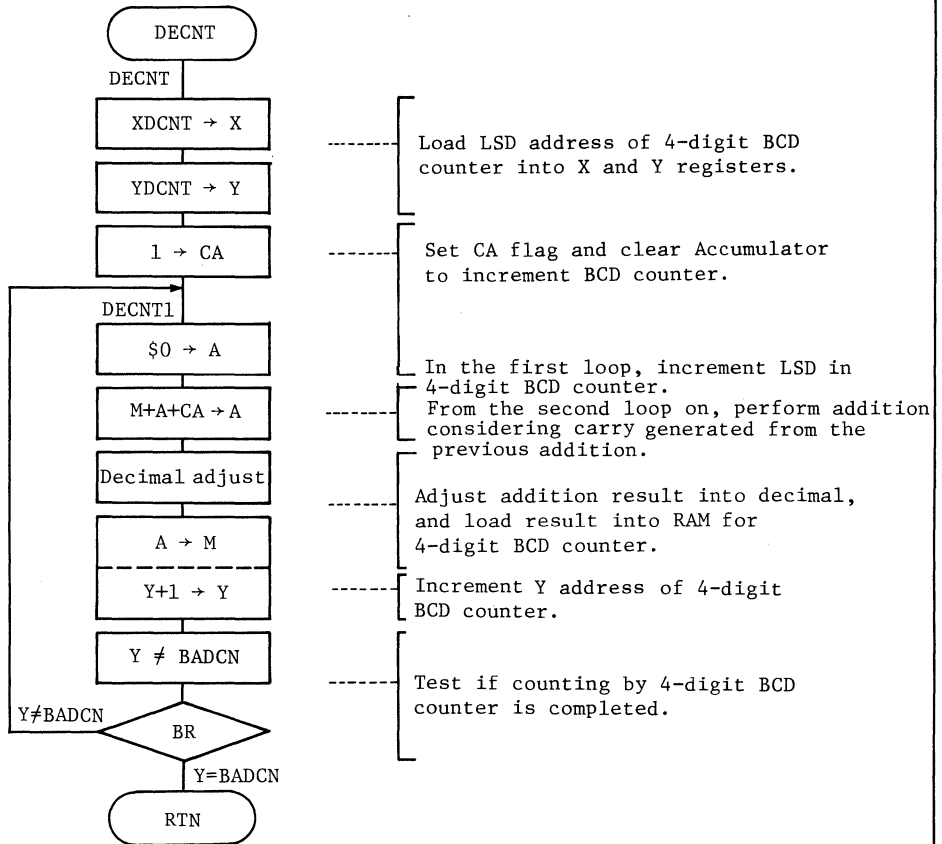 DECNT
DECNT
XDCNT → X
YDCNT → Y
Load LSD address of 4-digit BCD
counter into X and Y registers.
1 → CA
Set CA flag and clear Accumulator
to increment BCD counter.
DECNT1
$0 → A
In the first loop, increment LSD in
4-digit BCD counter.
M+A+CA → A
From the second loop on, perform addition
considering carry generated from the
previous addition.
Decimal adjust
A → M
Adjust addition result into decimal,
and load result into RAM for
4-digit BCD counter.
Y+1 → Y
Increment Y address of 4-digit
BCD counter.
Y ≠ BADCN
Test if counting by 4-digit BCD
counter is completed.
Y≠BADCN
BR
Y=BADCN
RTN